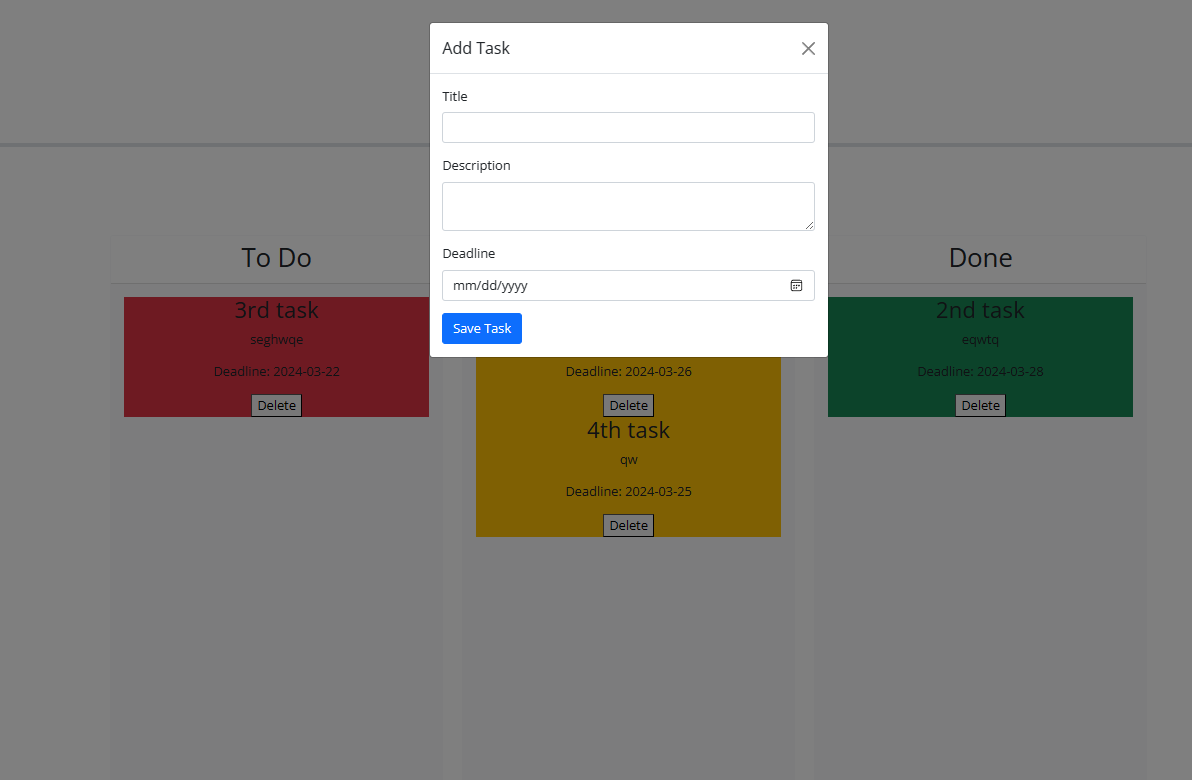 Add Task
Title
Description
Deadline
mm/dd/yyyy
Save Task
To Do
3rd task
seghwqe
Deadline: 2024-03-22
Delete
Deadline: 2024-03-26
Delete
4th task
qw
Deadline: 2024-03-25
Delete
Done
2nd task
eqwtq
Deadline: 2024-03-28
Delete